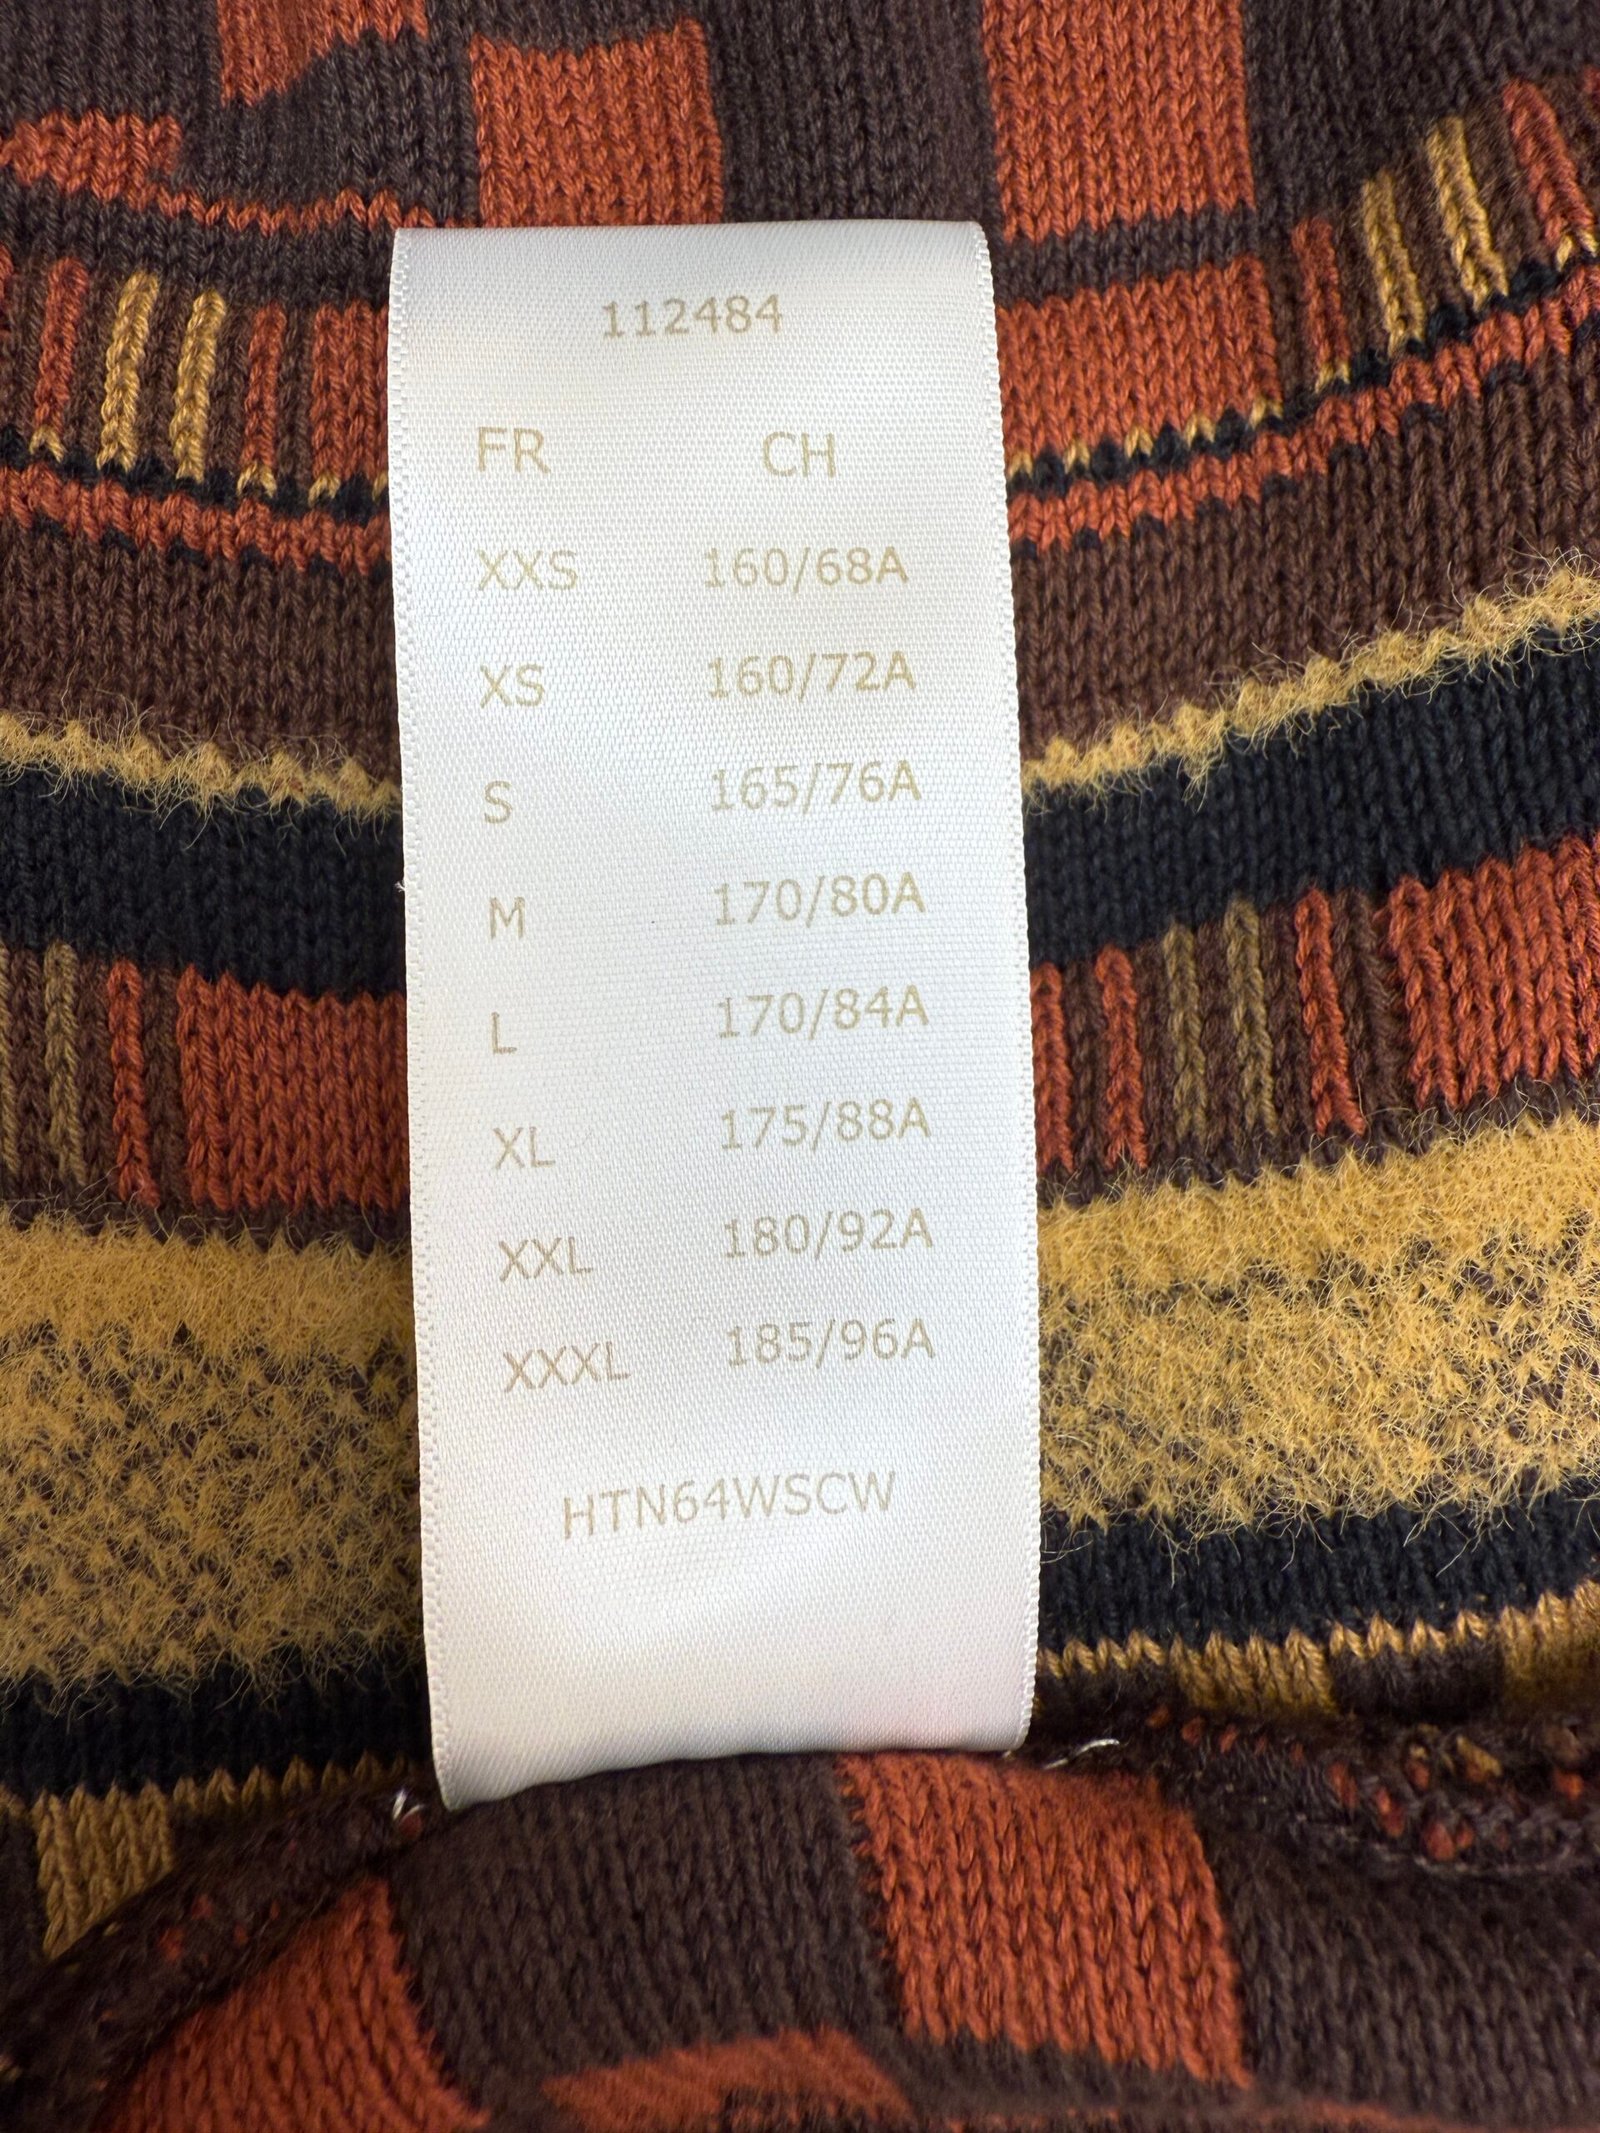 112484
FR CH
XXS 160/68A
XS 160/72A
S 165/76A
M 170/80A
L 170/84A
XL 175/88A
XXL 180/92A
XXXL 185/96A
HTN64WSCW